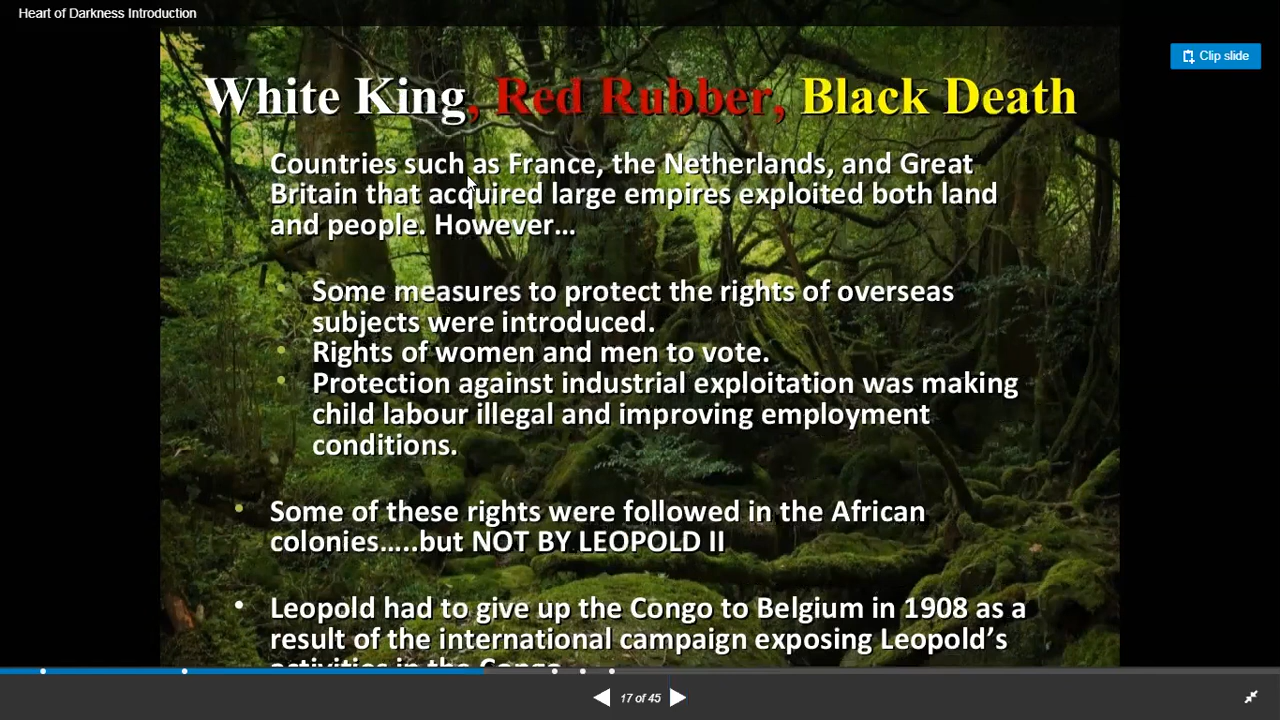 Heart of Darkness Introduction
Clip slide
White King, Red Rubber, Black Death
Countries such as France, the Netherlands, and Great
Britain that acquired large empires exploited both land
and people. However...
Some measures to protect the rights of overseas
subjects were introduced.
• Rights of women and men to vote.
• Protection against industrial exploitation was making
child labour illegal and improving employment
conditions.
• Some of these rights were followed in the African
colonies…..but NOT BY LEOPOLD II
• Leopold had to give up the Congo to Belgium in 1908 as a
result of the international campaign exposing Leopold’s
activities in the Congo
17 of 45